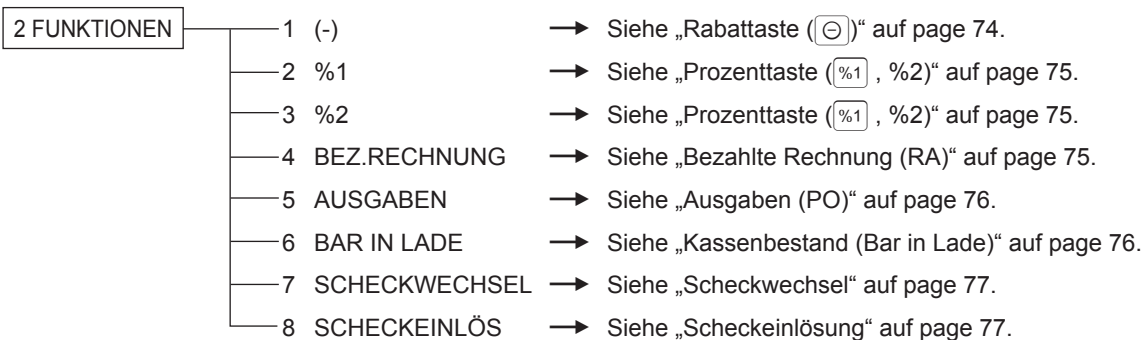 2 FUNKTIONEN 1 (-) → Siehe „Rabattaste (⊖)“ auf page 74.
2 %1 → Siehe „Prozenttaste (%1 , %2)“ auf page 75.
3 %2 → Siehe „Prozenttaste (%1 , %2)“ auf page 75.
4 BEZ.RECHNUNG → Siehe „Bezahlte Rechnung (RA)“ auf page 75.
5 AUSGABEN → Siehe „Ausgaben (PO)“ auf page 76.
6 BAR IN LADE → Siehe „Kassenbestand (Bar in Lade)“ auf page 76.
7 SCHECKWECHSEL → Siehe „Scheckwechsel“ auf page 77.
8 SCHECKEINLÖS → Siehe „Scheckeinlösung“ auf page 77.